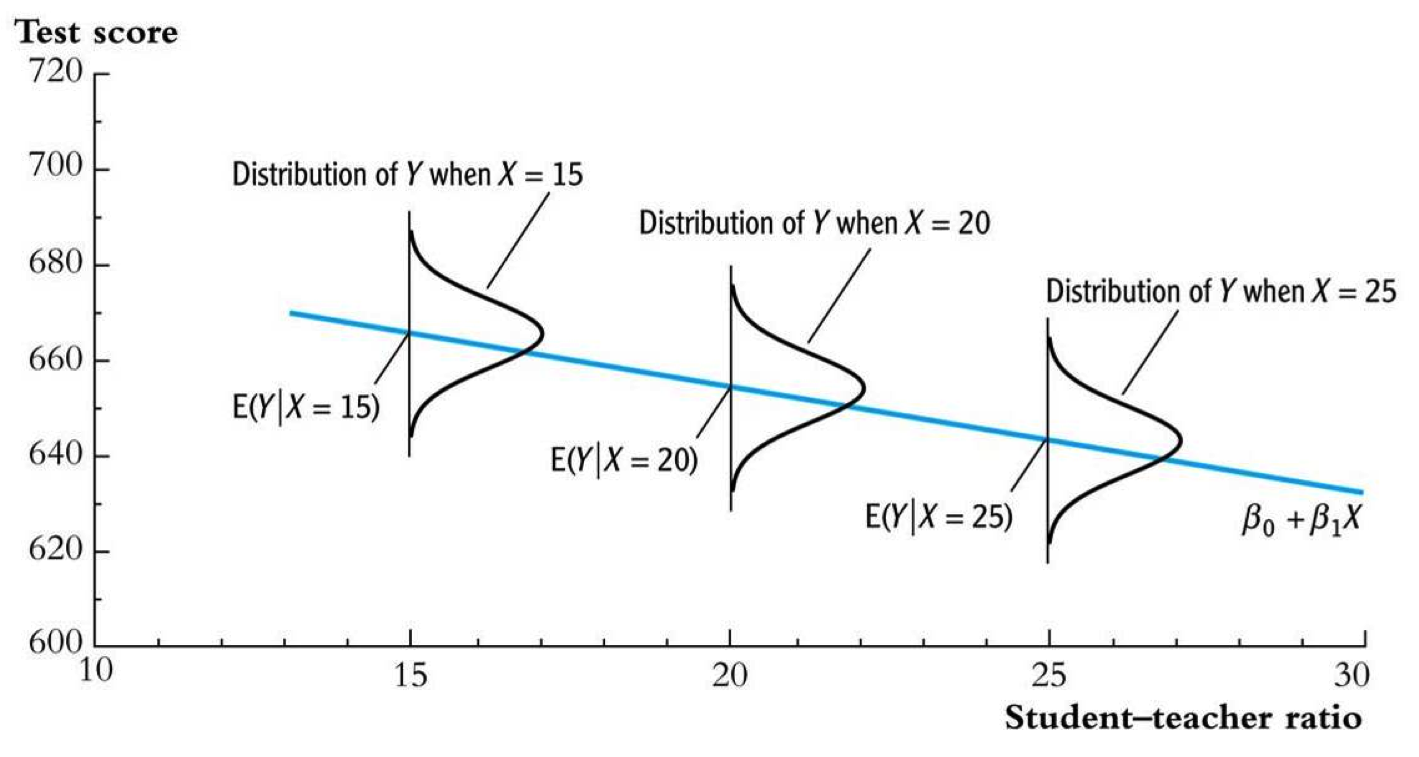 Test score
720
700
Distribution of Y when X = 15
Distribution of Y when X = 20
680
Distribution of Y when X = 25
660
E(Y|X = 15)
640
E(Y|X = 20)
E(Y|X = 25)
β₀ + β₁X
620
600
10 15 20 25 30
Student–teacher ratio